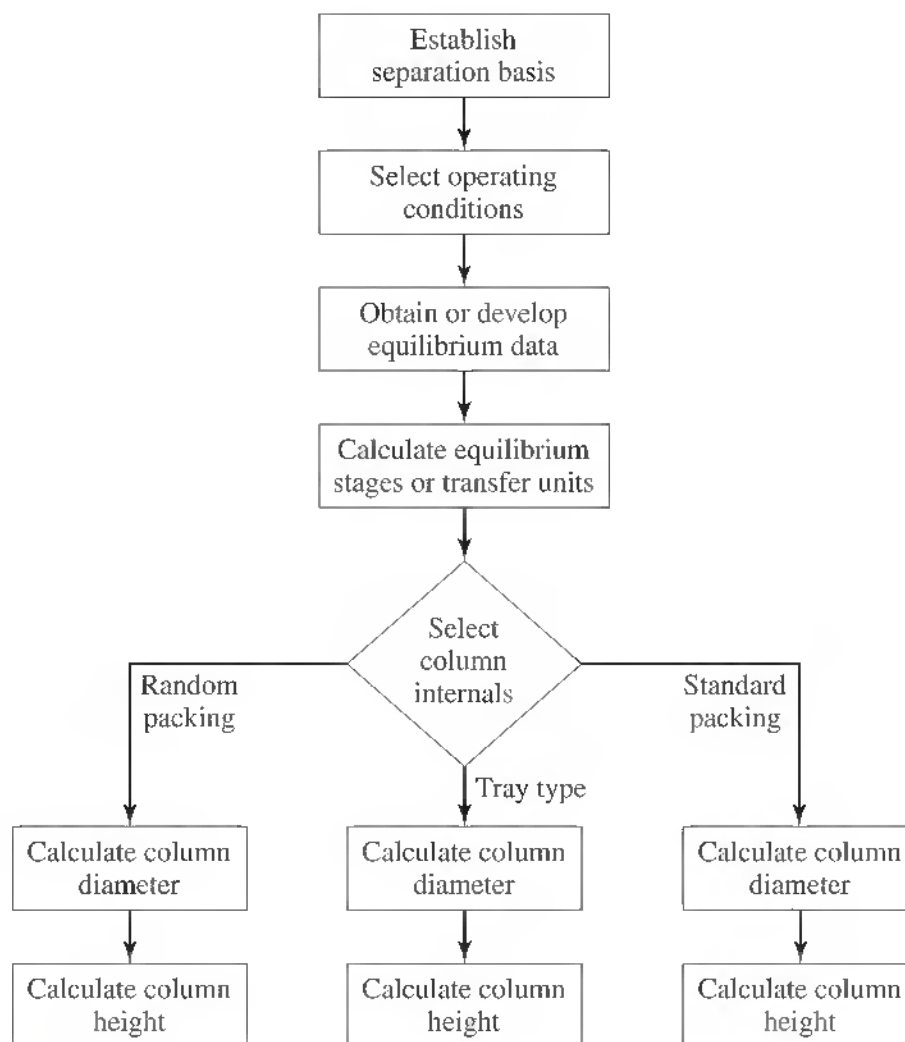 Establish
separation basis
Select operating
conditions
Obtain or develop
equilibrium data
Calculate equilibrium
stages or transfer units
Select
column
internals
Random
packing
Standard
packing
Tray type
Calculate column
diameter
Calculate column
diameter
Calculate column
diameter
Calculate column
height
Calculate column
height
Calculate column
height